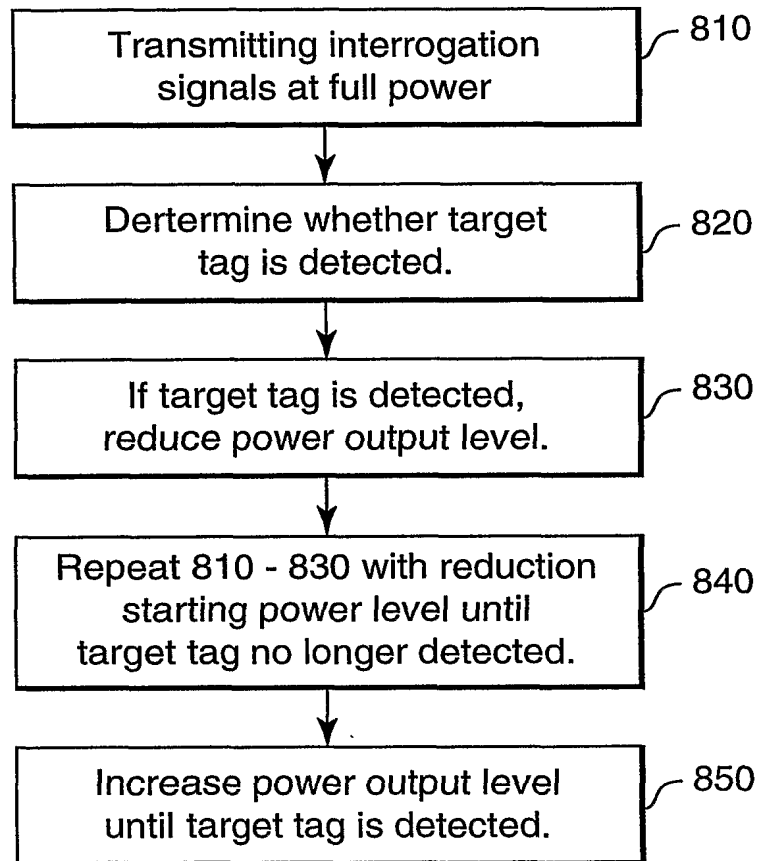 Transmitting interrogation
signals at full power
810
Dertermine whether target
tag is detected.
820
If target tag is detected,
reduce power output level.
830
Repeat 810 - 830 with reduction
starting power level until
target tag no longer detected.
840
Increase power output level
until target tag is detected.
850